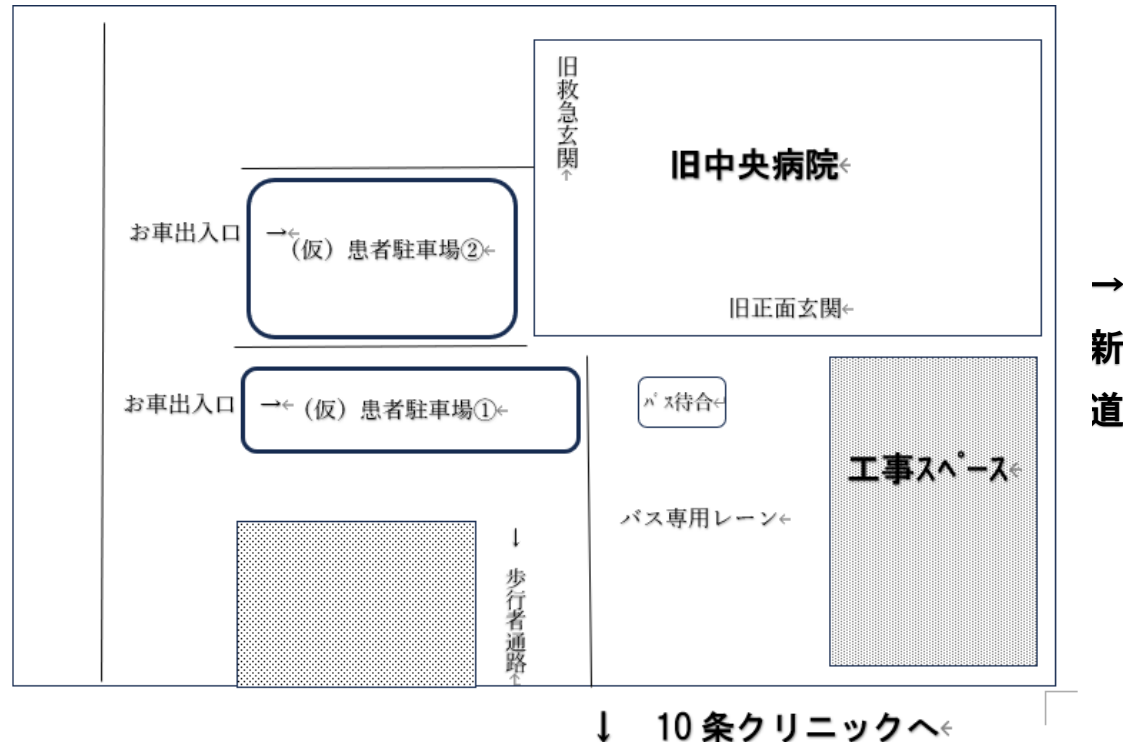 旧救急玄関
旧中央病院
お車出入口
→
(仮)患者駐車場②
旧正面玄関
→
新
道
お車出入口
→ (仮)患者駐車場①
バス待合
工事スペース
バス専用レーン
↓ 歩行者通路
↓ 10条クリニックへ